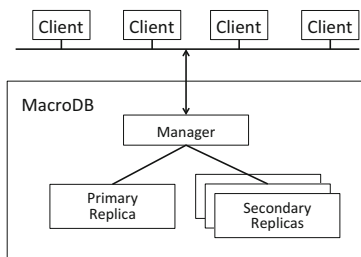 Client Client Client Client
MacroDB
Manager
Primary
Replica
Secondary
Replicas